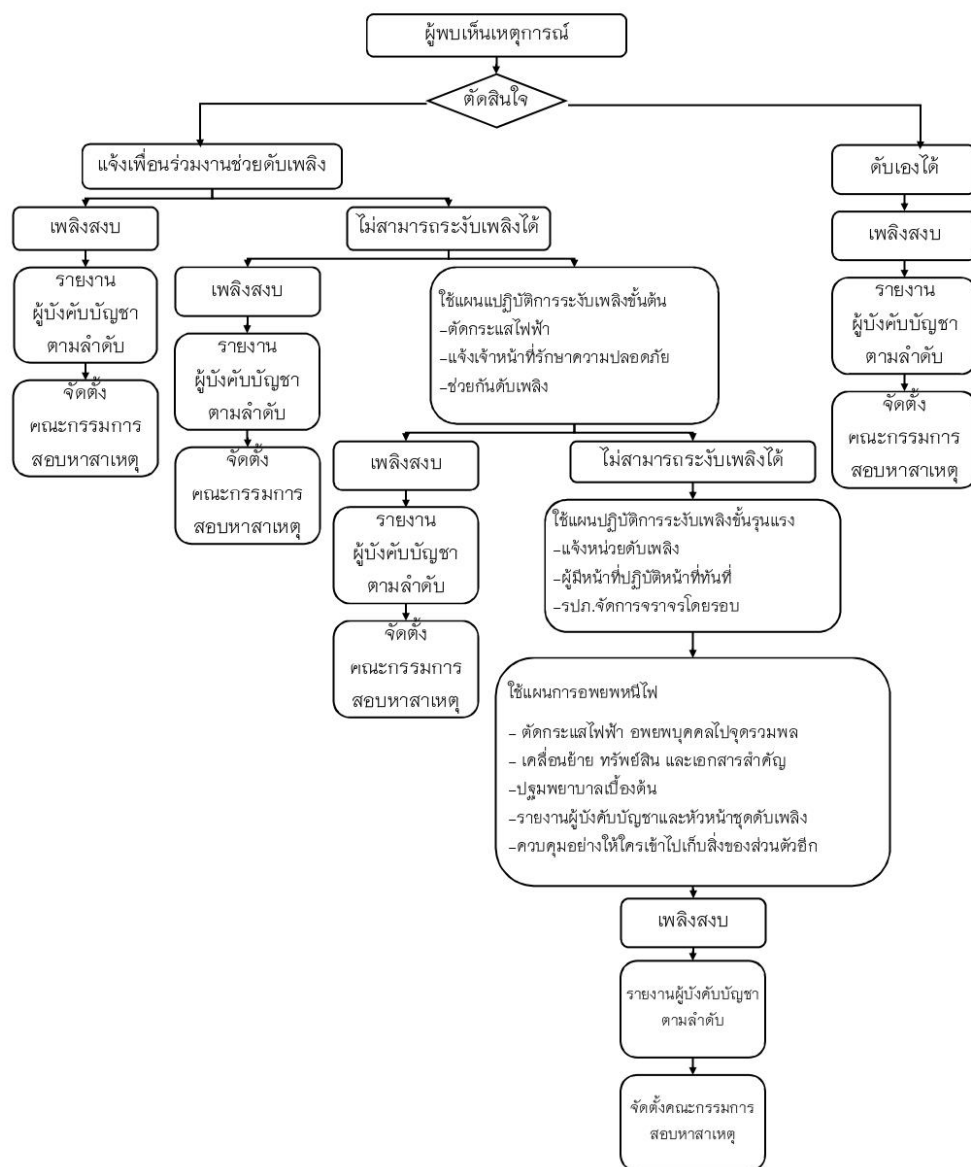 ผู้พบเห็นเหตุการณ์
ตัดสินใจ
แจ้งเพื่อนร่วมงานช่วยดับเพลิง
ดับเองได้
เพลิงสงบ
ไม่สามารถระงับเพลิงได้
เพลิงสงบ
รายงาน
ผู้บังคับบัญชา
ตามลำดับ
เพลิงสงบ
ใช้แผนแปฏิบัติการระงับเพลิงขั้นต้น
-ตัดกระแสไฟฟ้า
-แจ้งเจ้าหน้าที่รักษาความปลอดภัย
-ช่วยกันดับเพลิง
รายงาน
ผู้บังคับบัญชา
ตามลำดับ
รายงาน
ผู้บังคับบัญชา
ตามลำดับ
จัดตั้ง
คณะกรรมการ
สอบหาสาเหตุ
จัดตั้ง
คณะกรรมการ
สอบหาสาเหตุ
จัดตั้ง
คณะกรรมการ
สอบหาสาเหตุ
เพลิงสงบ
ไม่สามารถระงับเพลิงได้
รายงาน
ผู้บังคับบัญชา
ตามลำดับ
ใช้แผนปฏิบัติการระงับเพลิงขั้นรุนแรง
-แจ้งหน่วยดับเพลิง
-ผู้มีหน้าที่ปฏิบัติหน้าที่ทันที่
-รปภ.จัดการจราจรโดยรอบ
จัดตั้ง
คณะกรรมการ
สอบหาสาเหตุ
ใช้แผนการอพยพหนีไฟ
- ตัดกระแสไฟฟ้า อพยพบุคคลไปจุดรวมพล
- เคลื่อนย้าย ทรัพย์สิน และเอกสารสำคัญ
-ปฐมพยาบาลเบื้องต้น
-รายงานผู้บังคับบัญชาและหัวหน้าชุดดับเพลิง
-ควบคุมอย่างให้ใครเข้าไปเก็บสิ่งของส่วนตัวอีก
เพลิงสงบ
รายงานผู้บังคับบัญชา
ตามลำดับ
จัดตั้งคณะกรรมการ
สอบหาสาเหตุ